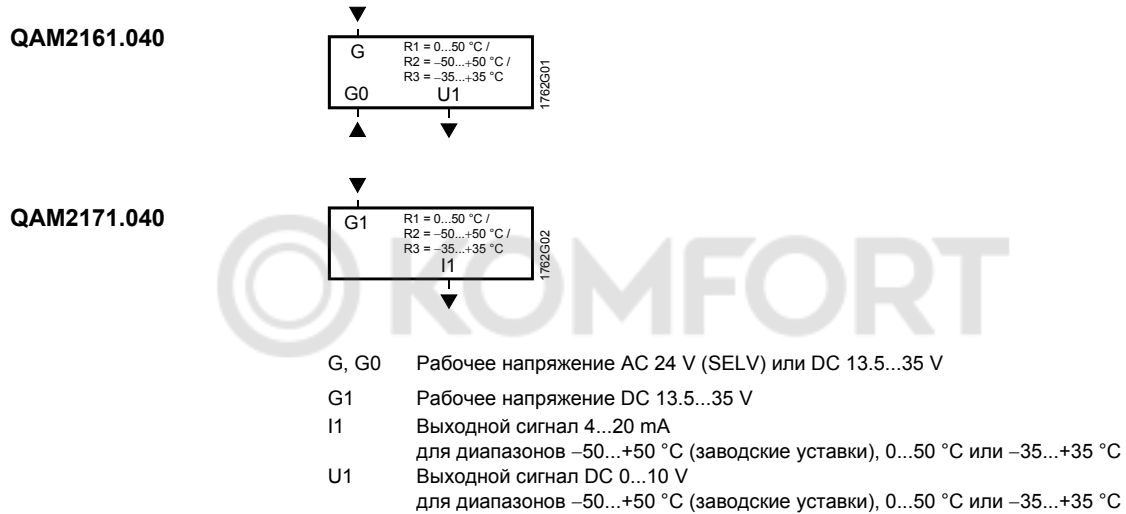 QAM2161.040
G
R1 = 0...50 °C /
R2 = −50...+50 °C /
R3 = −35...+35 °C
G0
U1
1762G01
QAM2171.040
G1
R1 = 0...50 °C /
R2 = −50...+50 °C /
R3 = −35...+35 °C
I1
1762G02
KOMFORT
G, G0 Рабочее напряжение AC 24 V (SELV) или DC 13.5...35 V
G1 Рабочее напряжение DC 13.5...35 V
I1 Выходной сигнал 4...20 mA
для диапазонов −50...+50 °C (заводские уставки), 0...50 °C или −35...+35 °C
U1 Выходной сигнал DC 0...10 V
для диапазонов −50...+50 °C (заводские уставки), 0...50 °C или −35...+35 °C